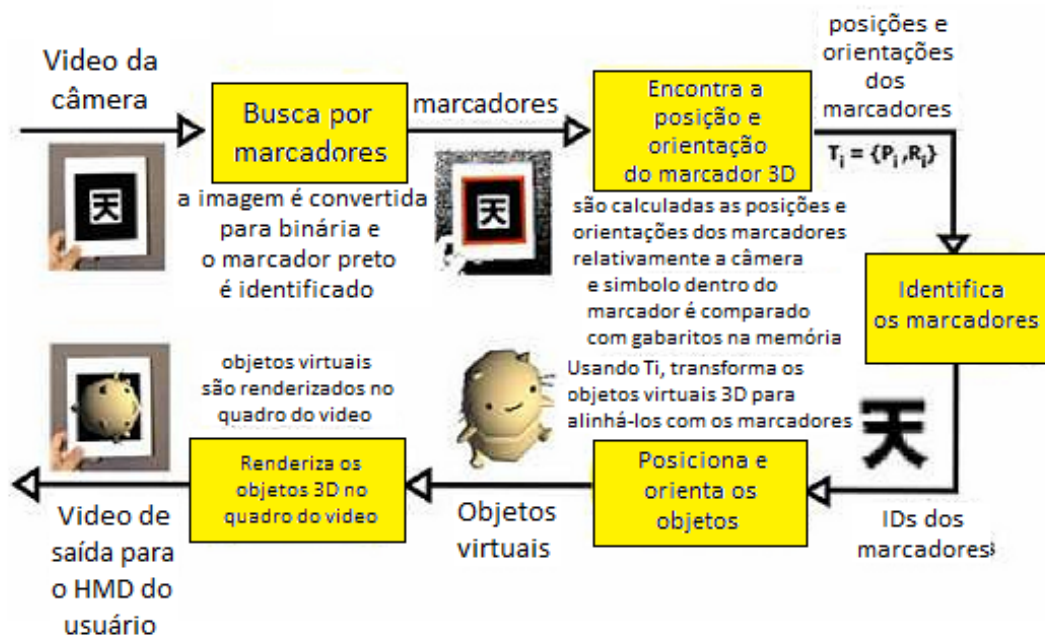 Video da
câmera
Busca por
marcadores
a imagem é convertida
para binária e
o marcador preto
é identificado
天
marcadores
天
Encontra a
posição e
orientação
do marcador 3D
são calculadas as posições e
orientações dos marcadores
relativamente a câmera
e simbolo dentro do
marcador é comparado
com gabaritos na memória
posições e
orientações
dos
marcadores
Ti = {Pi ,Ri}
Identifica
os marcadores
天
IDs dos
marcadores
Usando Ti, transforma os
objetos virtuais 3D para
alinhá-los com os marcadores
Posiciona e
orienta os
objetos
Objetos
virtuais
objetos virtuais
são renderizados no
quadro do video
Renderiza os
objetos 3D no
quadro do video
Video de
saída para
o HMD do
usuário